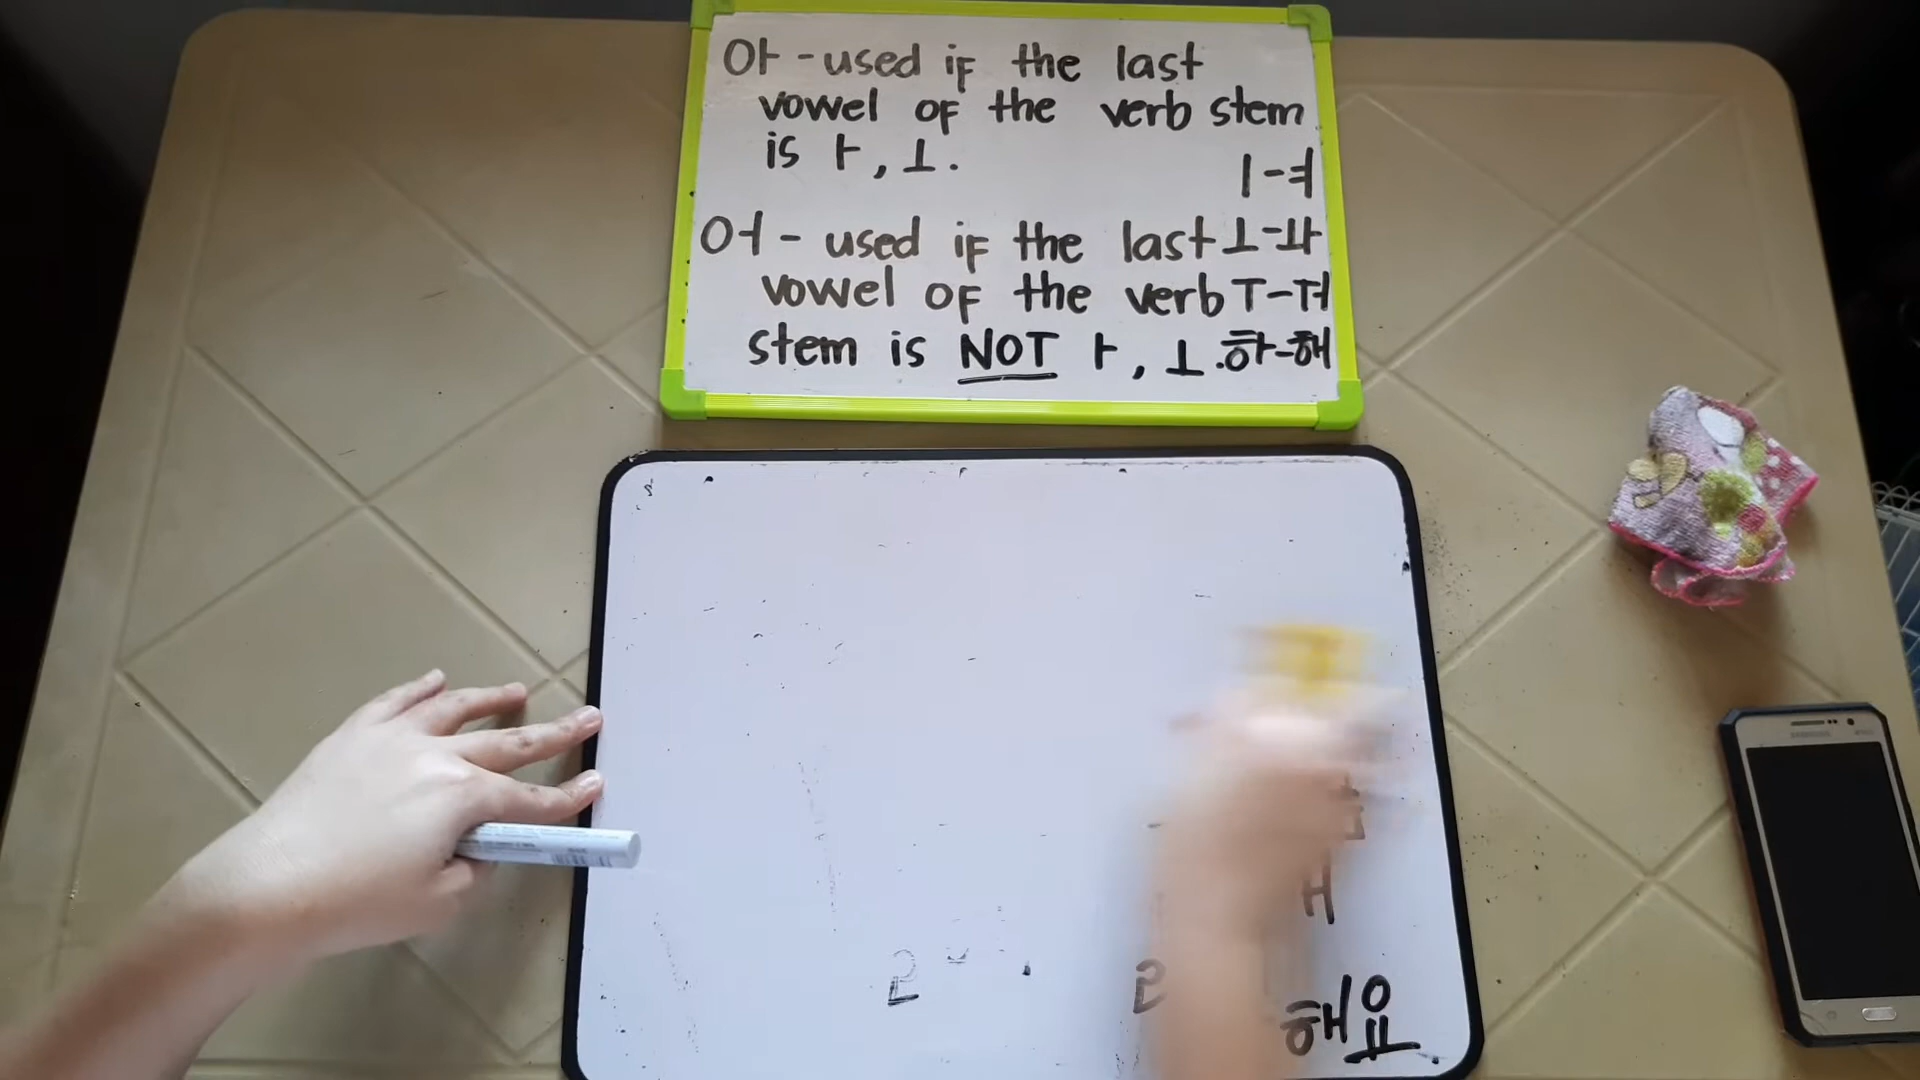 아 - used if the last
vowel of the verb stem
is ㅏ, ㅗ.
ㅣ-ㅕ
어 - used if the last
vowel of the verb
stem is NOT ㅏ, ㅗ.
ㅗ-ㅘ
ㅜ-ㅝ
하-해
ㄹ
해요
SAMSUNG